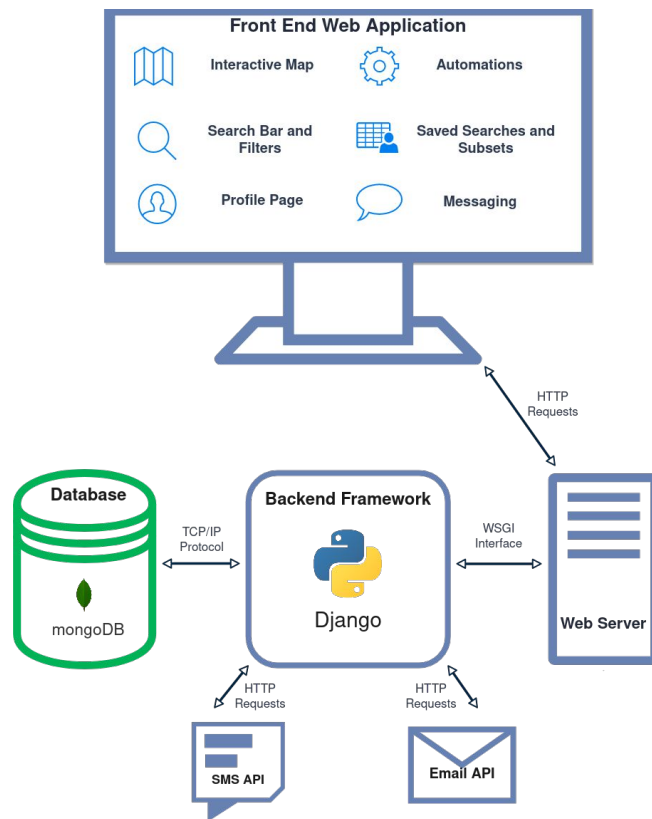 Front End Web Application
Interactive Map
Automations
Search Bar and
Filters
Saved Searches and
Subsets
Profile Page
Messaging
HTTP
Requests
Database
mongoDB
TCP/IP
Protocol
Backend Framework
Django
WSGI
Interface
Web Server
HTTP
Requests
HTTP
Requests
SMS API
Email API